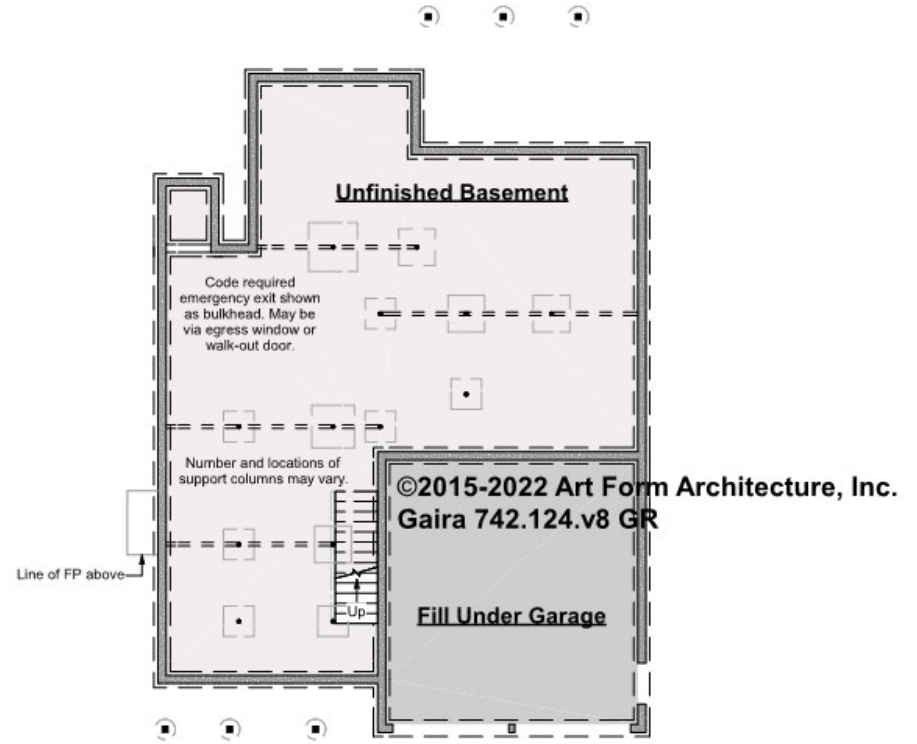 Unfinished Basement
Code required
emergency exit shown
as bulkhead. May be
via egress window or
walk-out door.
Number and locations of
support columns may vary.
©2015-2022 Art Form Architecture, Inc.
Gaira 742.124.v8 GR
Line of FP above
Up
Fill Under Garage